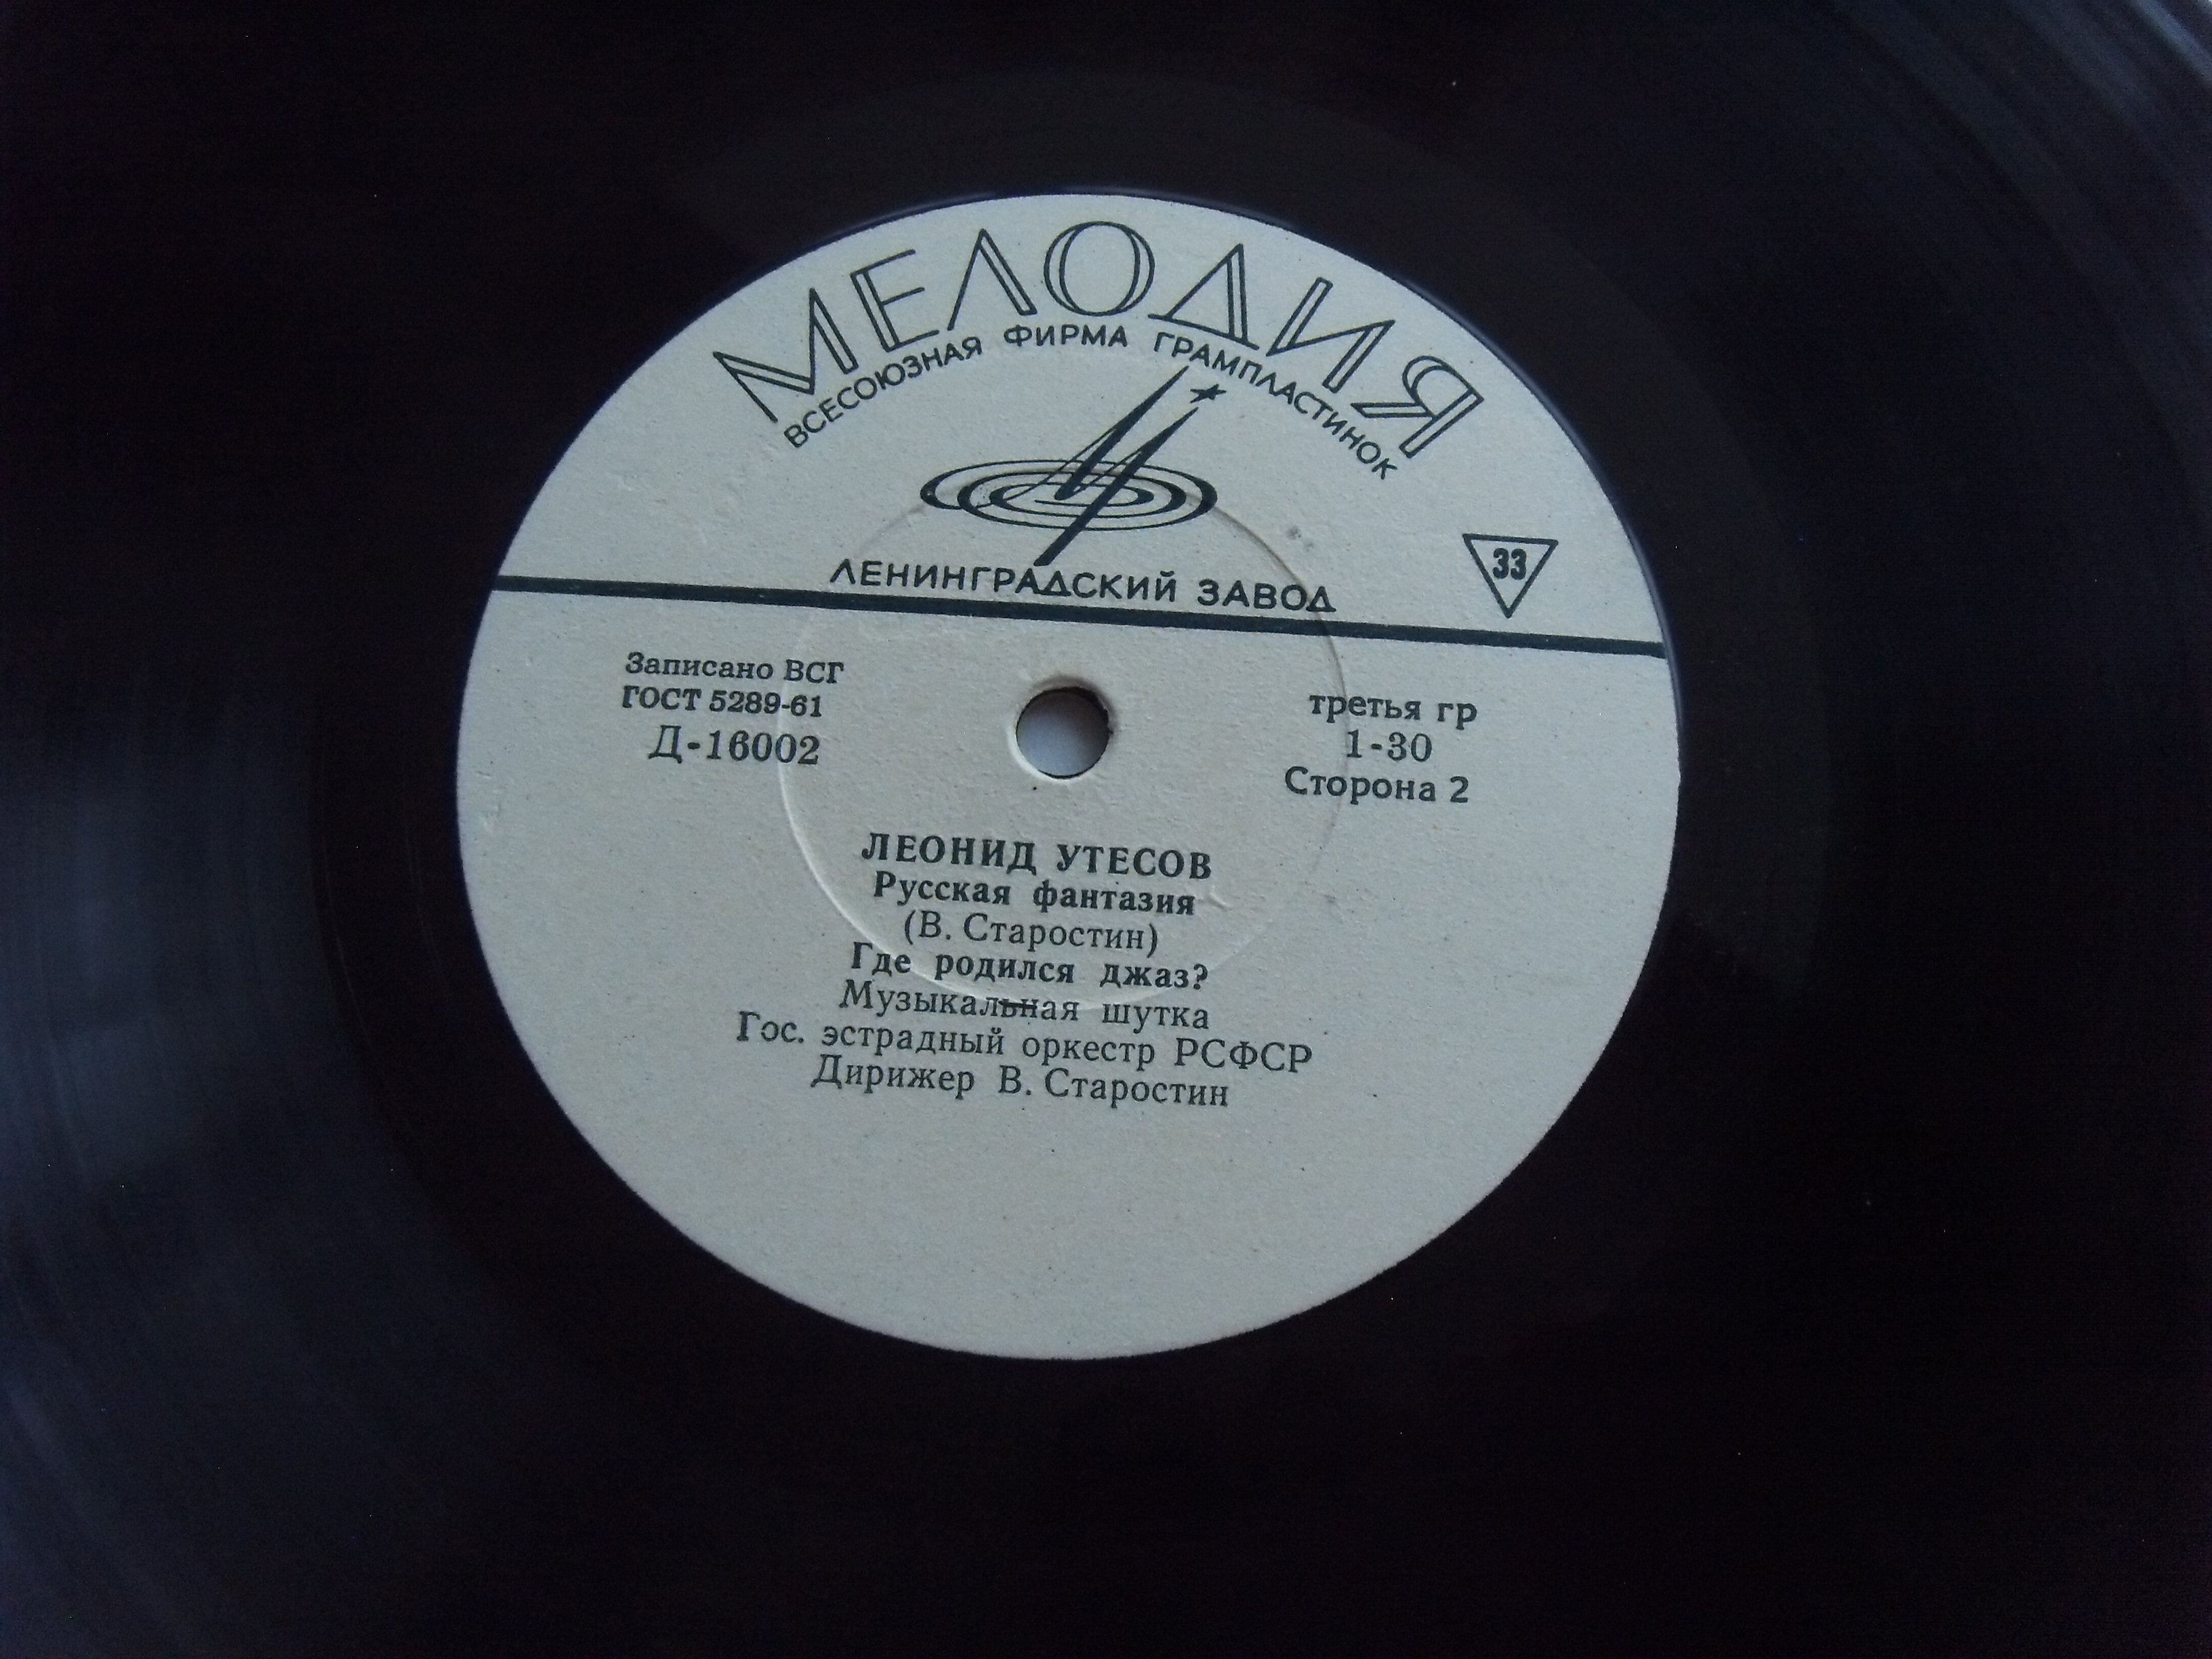 МЕЛОДИЯ
ВСЕСОЮЗНАЯ ФИРМА ГРАМПЛАСТИНОК
33
ЛЕНИНГРАДСКИЙ ЗАВОД
Записано ВСГ
ГОСТ 5289-61
Д-16002
третья гр
1-30
Сторона 2
ЛЕОНИД УТЕСОВ
Русская фантазия
(В. Старостин)
Где родился джаз?
Музыкальная шутка
Гос. эстрадный оркестр РСФСР
Дирижер В. Старостин